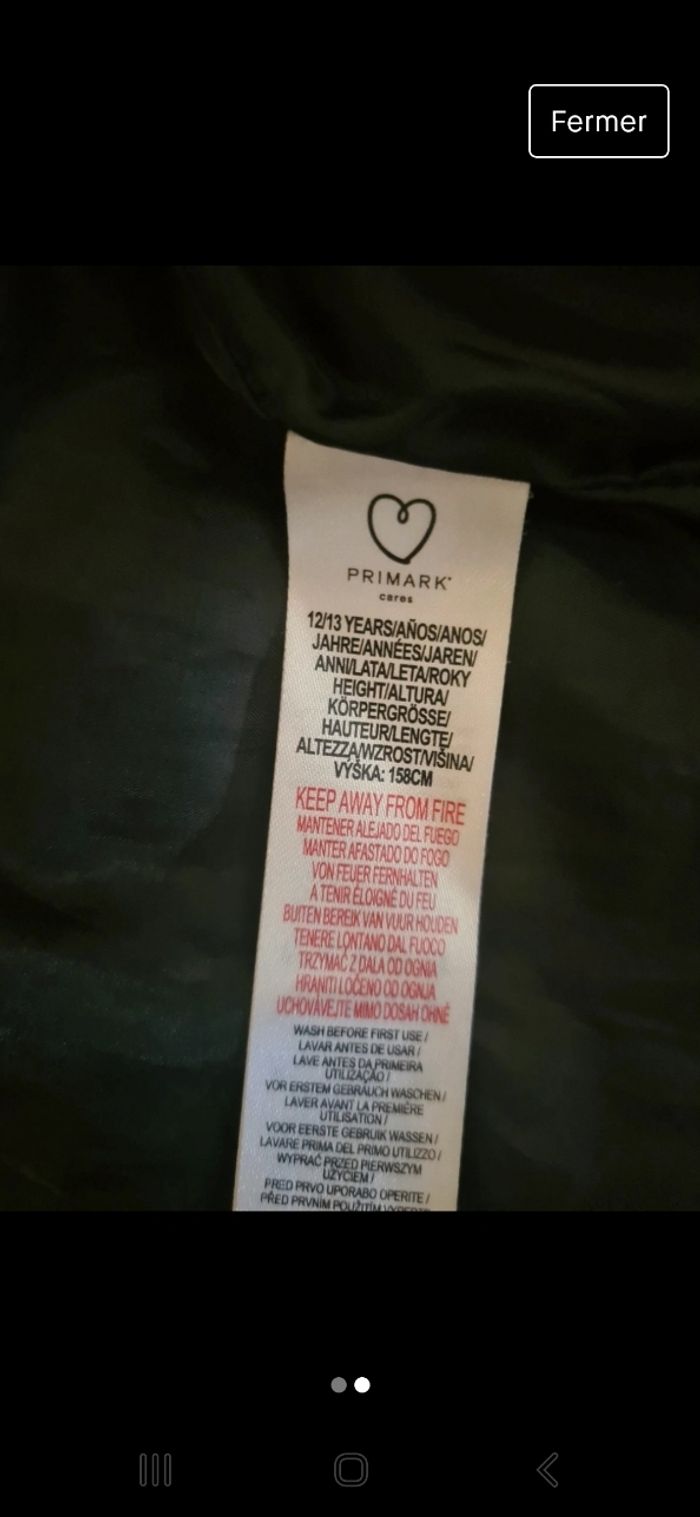 Fermer
PRIMARK
cares
12/13 YEARS/AÑOS/ANOS/
JAHRE/ANNÉES/JAREN/
ANNI/LATA/LETA/ROKY
HEIGHT/ALTURA/
KÖRPERGRÖSSE/
HAUTEUR/LENGTE/
ALTEZZA/WZROST/VIŠINA/
VÝŠKA: 158CM
KEEP AWAY FROM FIRE
MANTENER ALEJADO DEL FUEGO
MANTER AFASTADO DO FOGO
VON FEUER FERNHALTEN
À TENIR ÉLOIGNÉ DU FEU
BUITEN BEREIK VAN VUUR HOUDEN
TENERE LONTANO DAL FUOCO
TRZYMAĆ Z DALA OD OGNIA
HRANITI LOČENO OD OGNJA
UCHOVÁVEJTE MIMO DOSAH OHNĚ
WASH BEFORE FIRST USE /
LAVAR ANTES DE USAR /
LAVE ANTES DA PRIMEIRA
UTILIZAÇÃO /
VOR ERSTEM GEBRAUCH WASCHEN /
LAVER AVANT LA PREMIÈRE
UTILISATION /
VOOR EERSTE GEBRUIK WASSEN /
LAVARE PRIMA DEL PRIMO UTILIZZO /
WYPRAĆ PRZED PIERWSZYM
UŻYCIEM /
PRED PRVO UPORABO OPERITE /
PŘED PRVNÍM POUŽITÍM